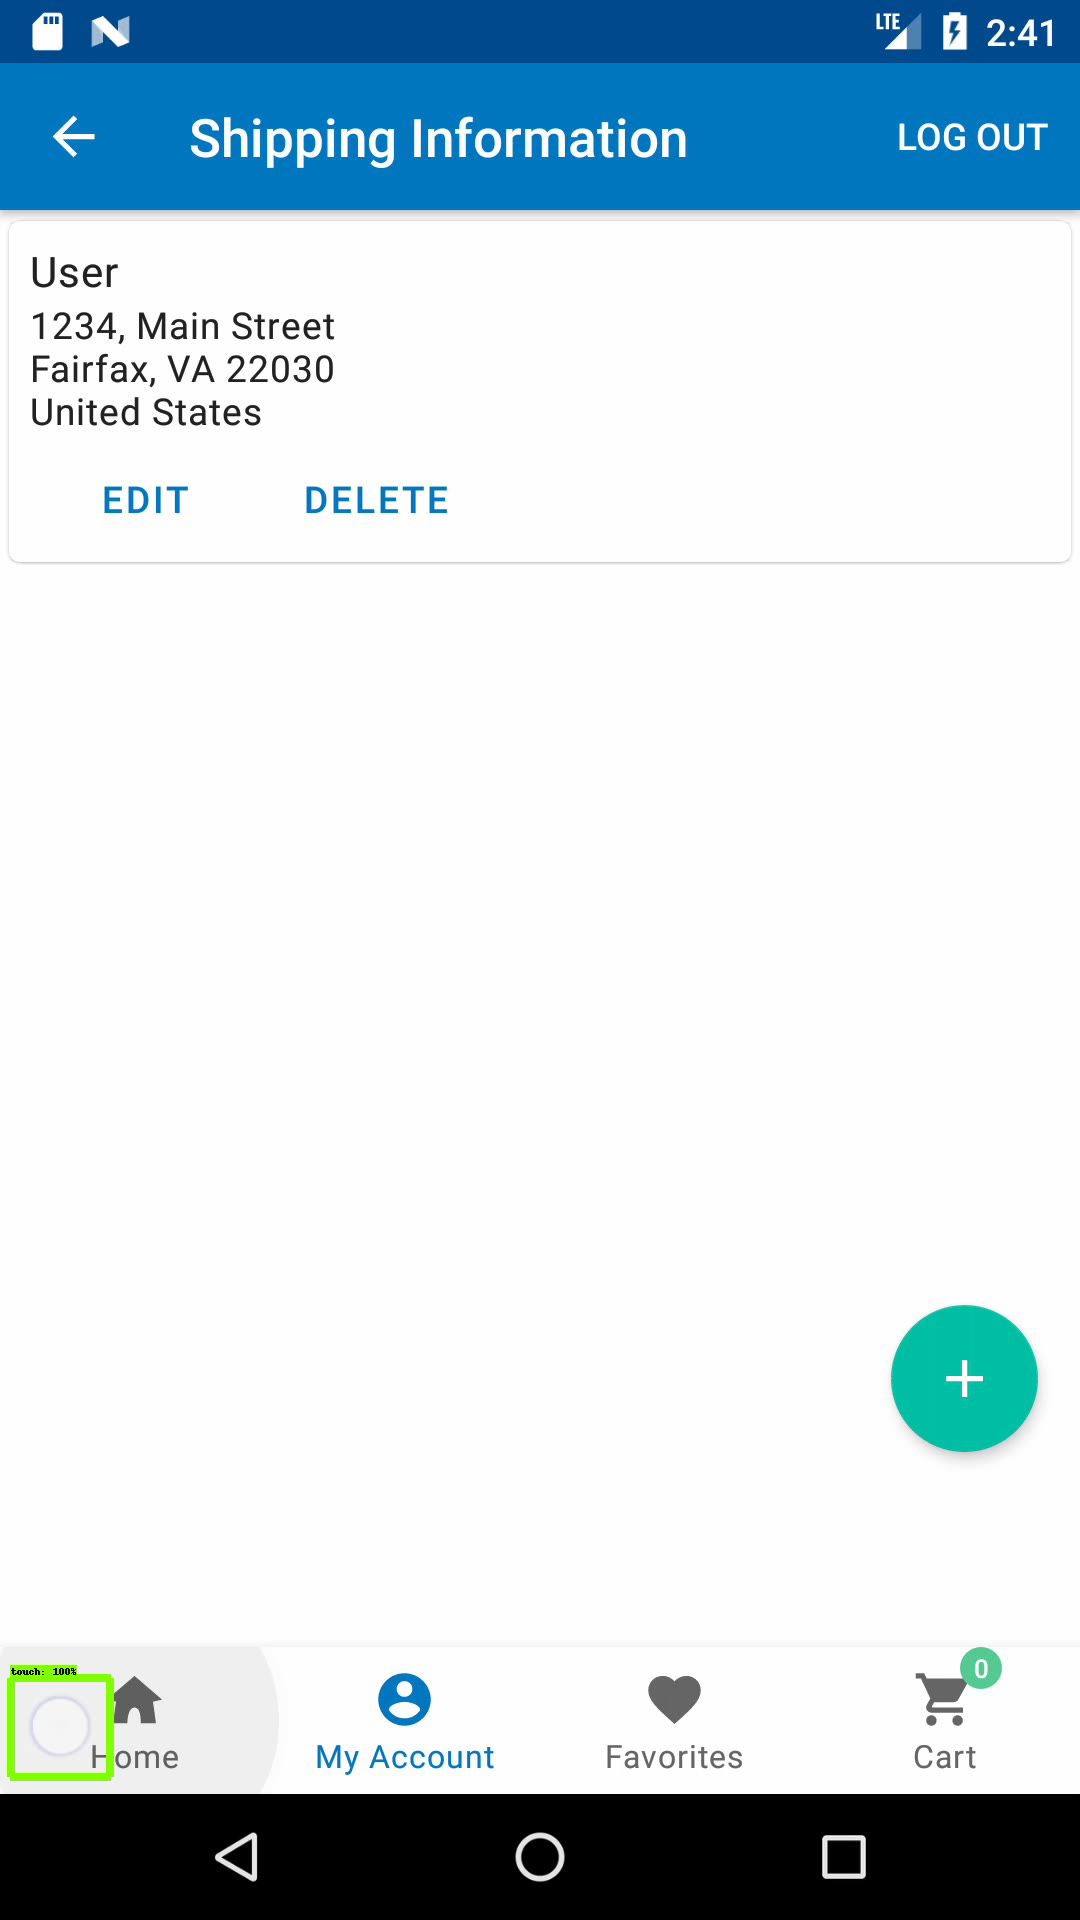 LTE 2:41
Shipping Information LOG OUT
User
1234, Main Street
Fairfax, VA 22030
United States
EDIT DELETE
0
touch: 100%
Home My Account Favorites Cart